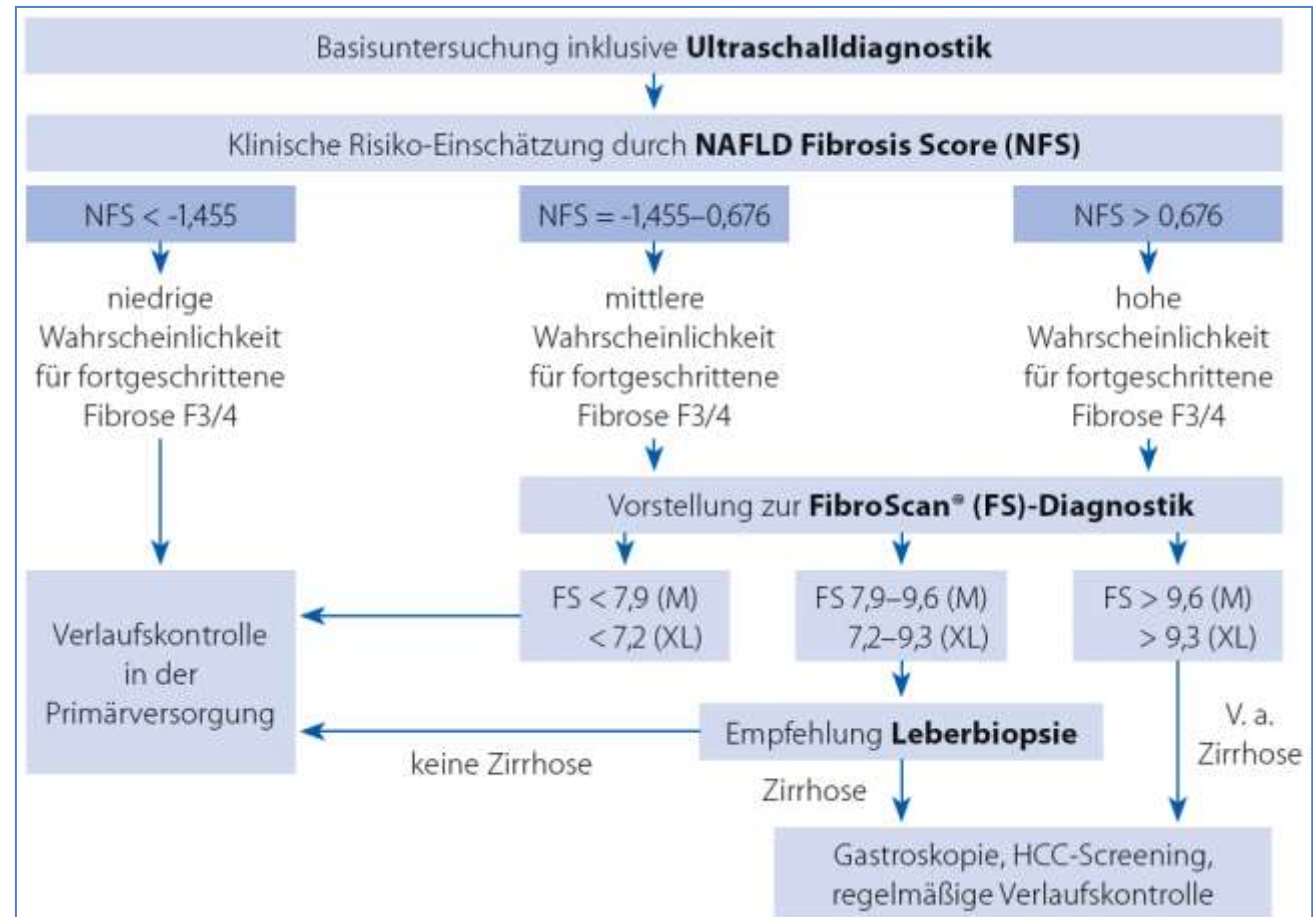 Basisuntersuchung inklusive Ultraschalldiagnostik
Klinische Risiko-Einschätzung durch NAFLD Fibrosis Score (NFS)
NFS < -1,455
NFS = -1,455–0,676
NFS > 0,676
niedrige
Wahrscheinlichkeit
für fortgeschrittene
Fibrose F3/4
mittlere
Wahrscheinlichkeit
für fortgeschrittene
Fibrose F3/4
hohe
Wahrscheinlichkeit
für fortgeschrittene
Fibrose F3/4
Vorstellung zur FibroScan® (FS)-Diagnostik
FS < 7,9 (M)
< 7,2 (XL)
FS 7,9–9,6 (M)
7,2–9,3 (XL)
FS > 9,6 (M)
> 9,3 (XL)
Verlaufskontrolle
in der
Primärversorgung
Empfehlung Leberbiopsie
keine Zirrhose
Zirrhose
V. a.
Zirrhose
Gastroskopie, HCC-Screening,
regelmäßige Verlaufskontrolle